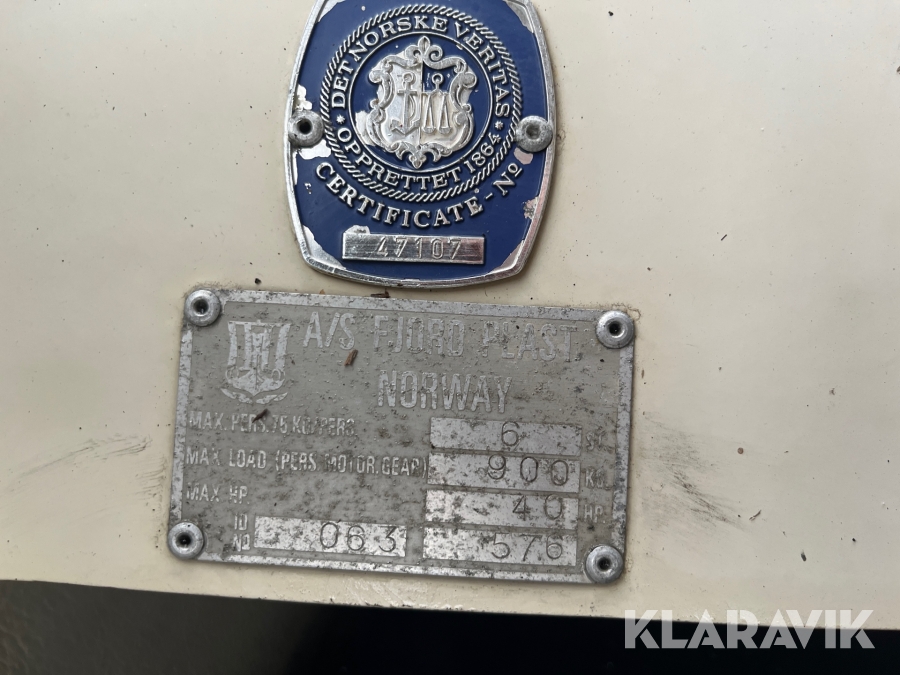 DET NORSKE VERITAS
OPPRETTET 1864
CERTIFICATE - No
47107
A/S FJORD PLAST
NORWAY
MAX. PERS. 75 KG/PERS. 6
MAX. LOAD (PERS. MOTOR. GEAR) 900 KG.
MAX. HP. 40 HP.
ID NO 063 576
KLARAVIK